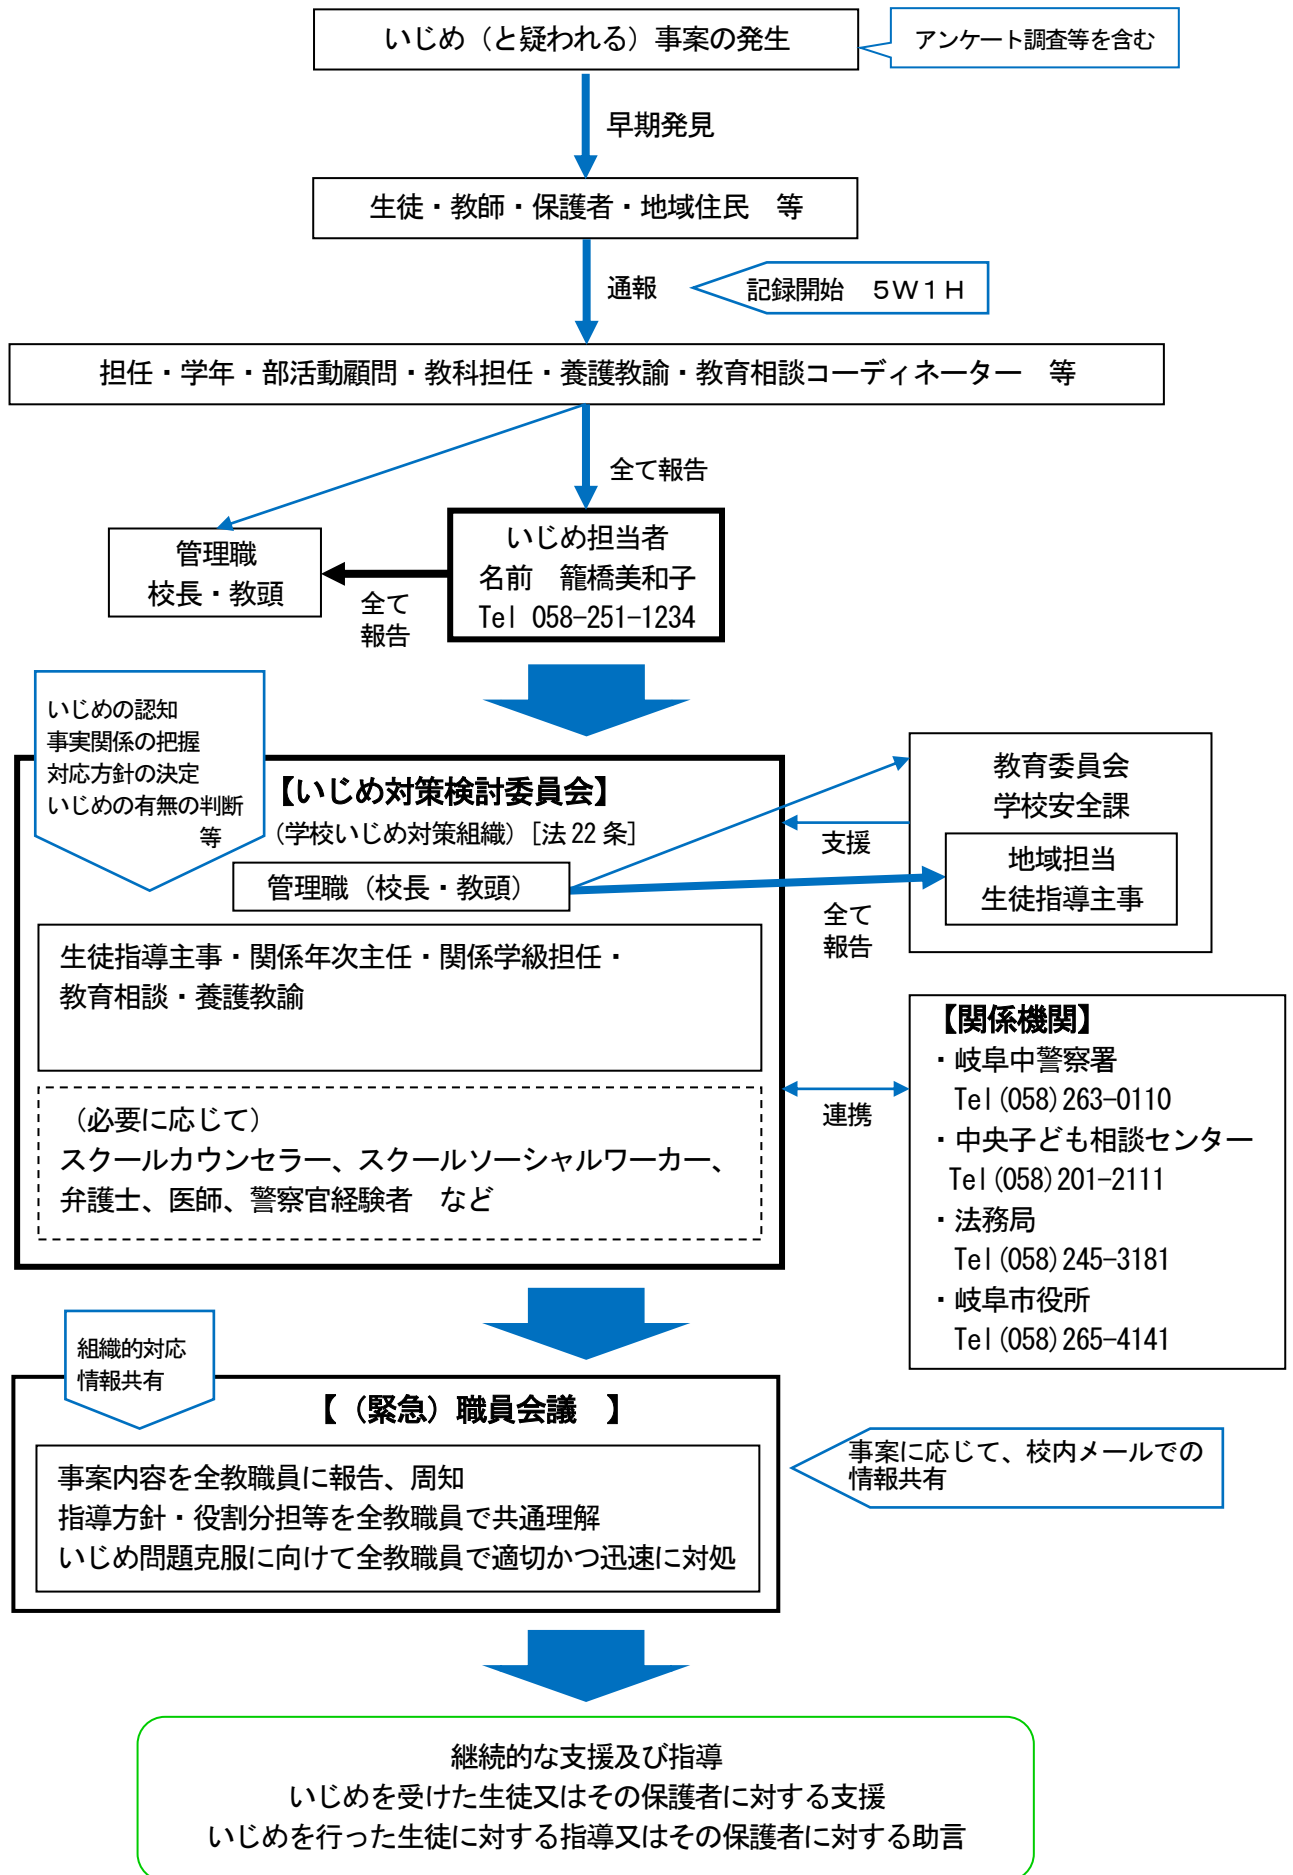 いじめ（と疑われる）事案の発生
アンケート調査等を含む
早期発見
生徒・教師・保護者・地域住民　等
通報
記録開始　５Ｗ１Ｈ
担任・学年・部活動顧問・教科担任・養護教諭・教育相談コーディネーター　等
全て報告
管理職
校長・教頭
全て
報告
いじめ担当者
名前　籠橋美和子
Tel 058-251-1234
いじめの認知
事実関係の把握
対応方針の決定
いじめの有無の判断
等
【いじめ対策検討委員会】
（学校いじめ対策組織）［法22条］
管理職（校長・教頭）
生徒指導主事・関係年次主任・関係学級担任・
教育相談・養護教諭
（必要に応じて）
スクールカウンセラー、スクールソーシャルワーカー、
弁護士、医師、警察官経験者　など
教育委員会
学校安全課
地域担当
生徒指導主事
支援
全て
報告
連携
【関係機関】
・岐阜中警察署
Tel(058)263-0110
・中央子ども相談センター
Tel(058)201-2111
・法務局
Tel(058)245-3181
・岐阜市役所
Tel(058)265-4141
組織的対応
情報共有
【（緊急）職員会議　】
事案内容を全教職員に報告、周知
指導方針・役割分担等を全教職員で共通理解
いじめ問題克服に向けて全教職員で適切かつ迅速に対処
事案に応じて、校内メールでの
情報共有
継続的な支援及び指導
いじめを受けた生徒又はその保護者に対する支援
いじめを行った生徒に対する指導又はその保護者に対する助言